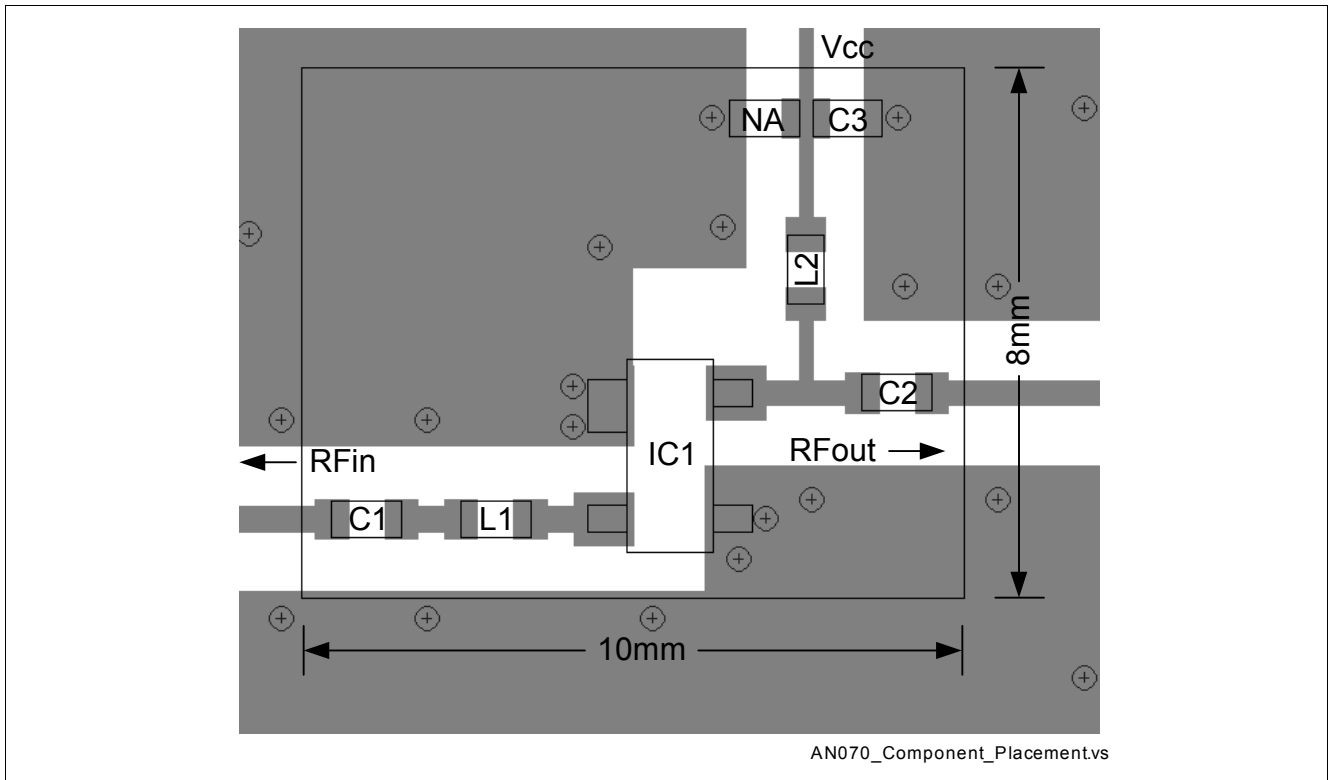 Vcc
NA
C3
L2
8mm
C2
IC1
RFout
RFin
C1
L1
10mm
AN070_Component_Placement.vs